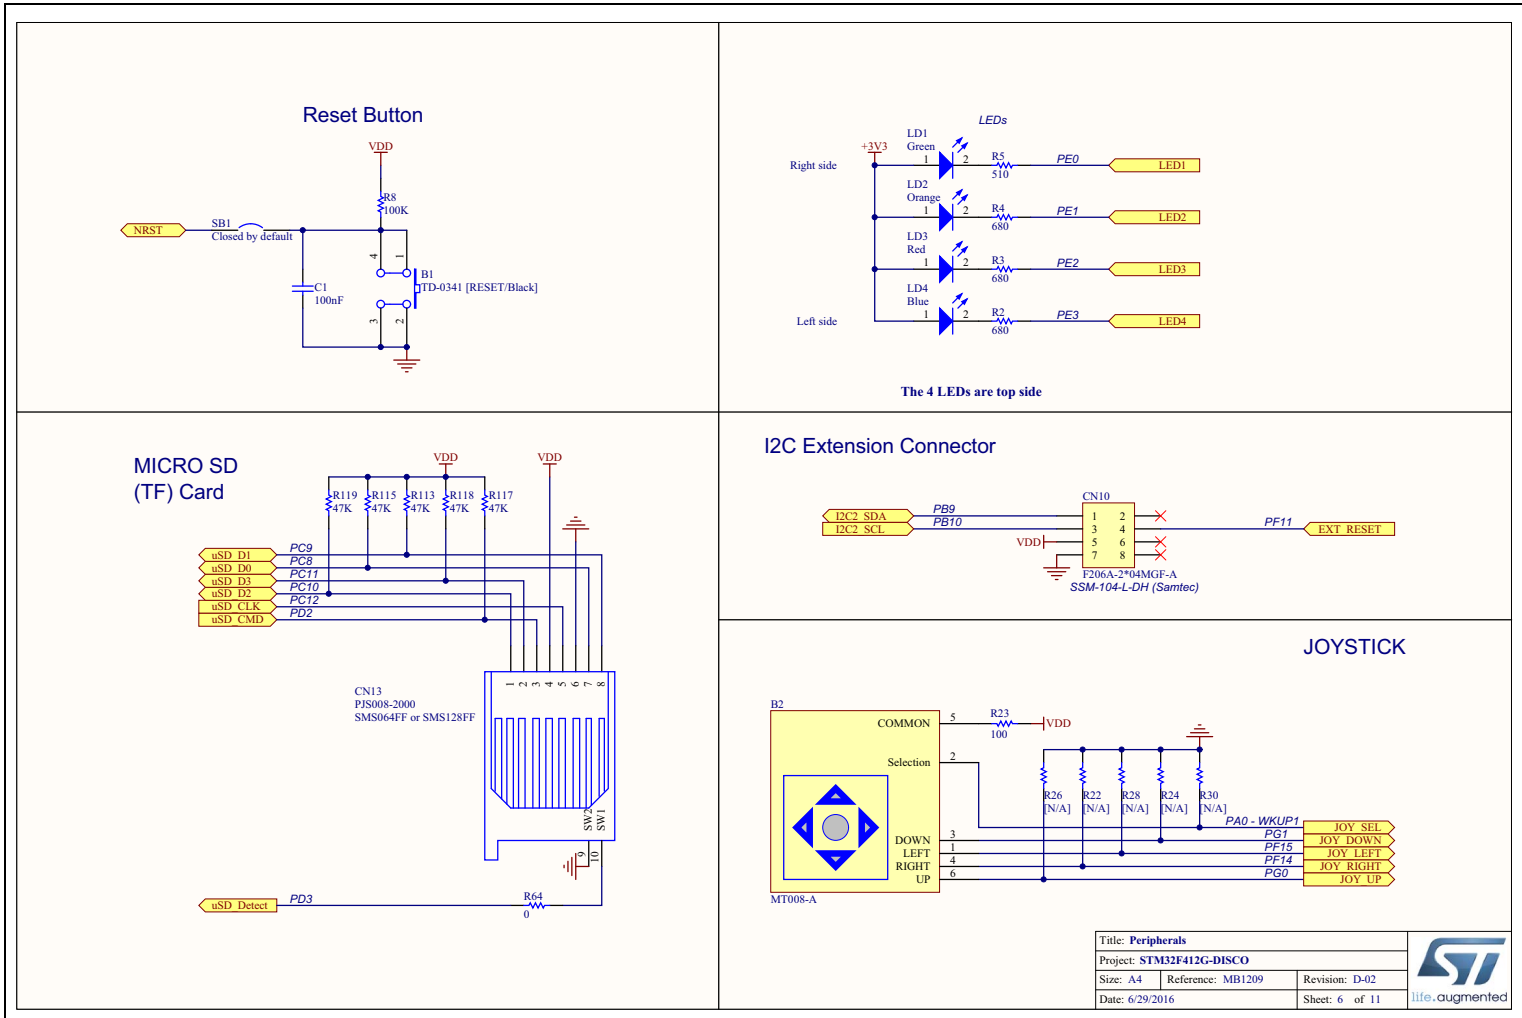 Reset Button
VDD
R8
100K
NRST
SB1
Closed by default
4
1
B1
TD-0341 [RESET/Black]
C1
100nF
3
2
LEDs
Right side
+3V3
LD1
Green
1
2
R5
510
PE0
LED1
LD2
Orange
1
2
R4
680
PE1
LED2
LD3
Red
1
2
R3
680
PE2
LED3
LD4
Blue
Left side
1
2
R2
680
PE3
LED4
The 4 LEDs are top side
MICRO SD
(TF) Card
VDD
VDD
R119
47K
R115
47K
R113
47K
R118
47K
R117
47K
uSD_D1
PC9
uSD_D0
PC8
uSD_D3
PC11
uSD_D2
PC10
uSD_CLK
PC12
uSD_CMD
PD2
1
2
3
4
5
6
7
8
CN13
PJS008-2000
SMS064FF or SMS128FF
SW2
SW1
9
10
uSD_Detect
PD3
R64
0
I2C Extension Connector
CN10
I2C2_SDA
PB9
I2C2_SCL
PB10
VDD
1 2
3 4
5 6
7 8
PF11
EXT_RESET
F206A-2*04MGF-A
SSM-104-L-DH (Samtec)
JOYSTICK
B2
COMMON
5
R23
100
VDD
Selection
2
R26
[N/A]
R22
[N/A]
R28
[N/A]
R24
[N/A]
R30
[N/A]
PA0 - WKUP1
JOY_SEL
DOWN
3
PG1
JOY_DOWN
LEFT
1
PF15
JOY_LEFT
RIGHT
4
PF14
JOY_RIGHT
UP
6
PG0
JOY_UP
MT008-A
Title: Peripherals
Project: STM32F412G-DISCO
Size: A4 Reference: MB1209 Revision: D-02
Date: 6/29/2016 Sheet: 6 of 11
ST
life.augmented